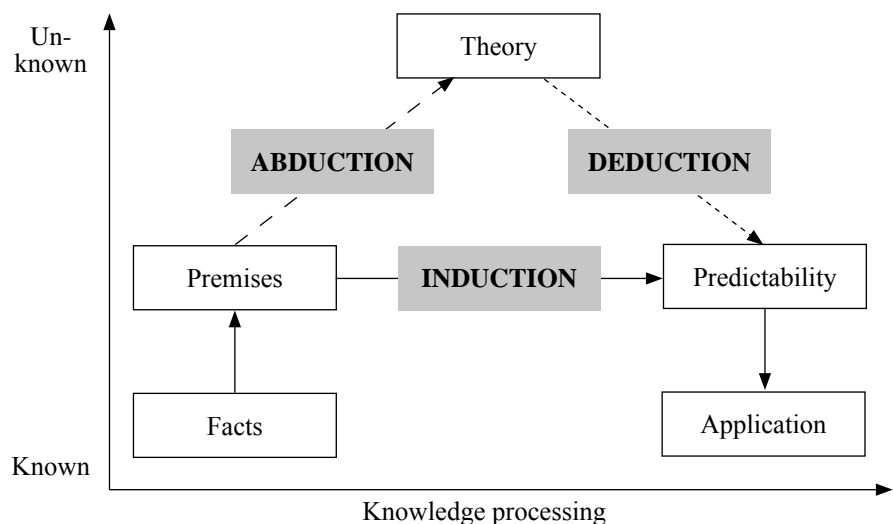 Un-
known
Theory
ABDUCTION
DEDUCTION
Premises
INDUCTION
Predictability
Facts
Application
Known
Knowledge processing